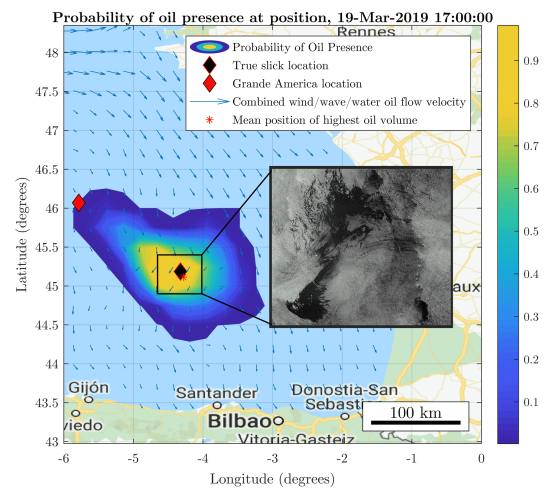 Probability of oil presence at position, 19-Mar-2019 17:00:00
Rennes
Probability of Oil Presence
True slick location
Grande America location
Combined wind/wave/water oil flow velocity
Mean position of highest oil volume
48
47.5
47
46.5
46
45.5
45
44.5
44
43.5
43
Latitude (degrees)
aux
Gijón
Santander
Donostia-San
Sebasti
viedo
Bilbao
Vitoria-Gasteiz
100 km
-6
-5
-4
-3
-2
-1
0
Longitude (degrees)
0.9
0.8
0.7
0.6
0.5
0.4
0.3
0.2
0.1